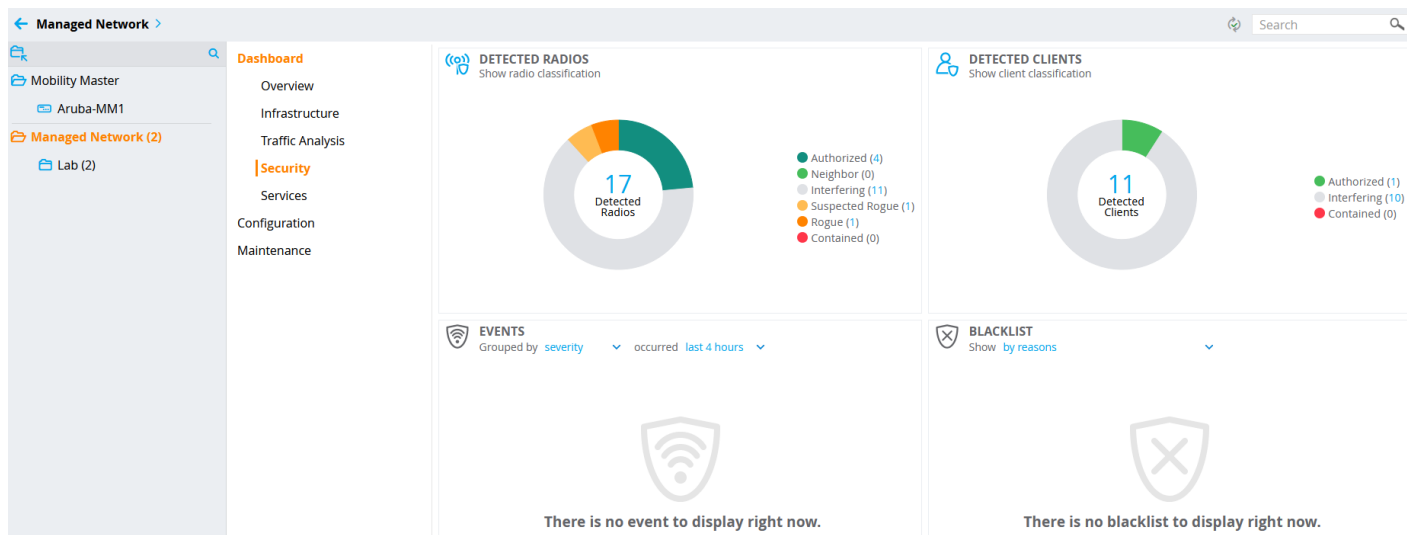 Managed Network >
Search
Mobility Master
Aruba-MM1
Managed Network (2)
Lab (2)
Dashboard
Overview
Infrastructure
Traffic Analysis
Security
Services
Configuration
Maintenance
DETECTED RADIOS
Show radio classification
17
Detected
Radios
Authorized (4)
Neighbor (0)
Interfering (11)
Suspected Rogue (1)
Rogue (1)
Contained (0)
DETECTED CLIENTS
Show client classification
11
Detected
Clients
Authorized (1)
Interfering (10)
Contained (0)
EVENTS
Grouped by severity occurred last 4 hours
There is no event to display right now.
BLACKLIST
Show by reasons
There is no blacklist to display right now.